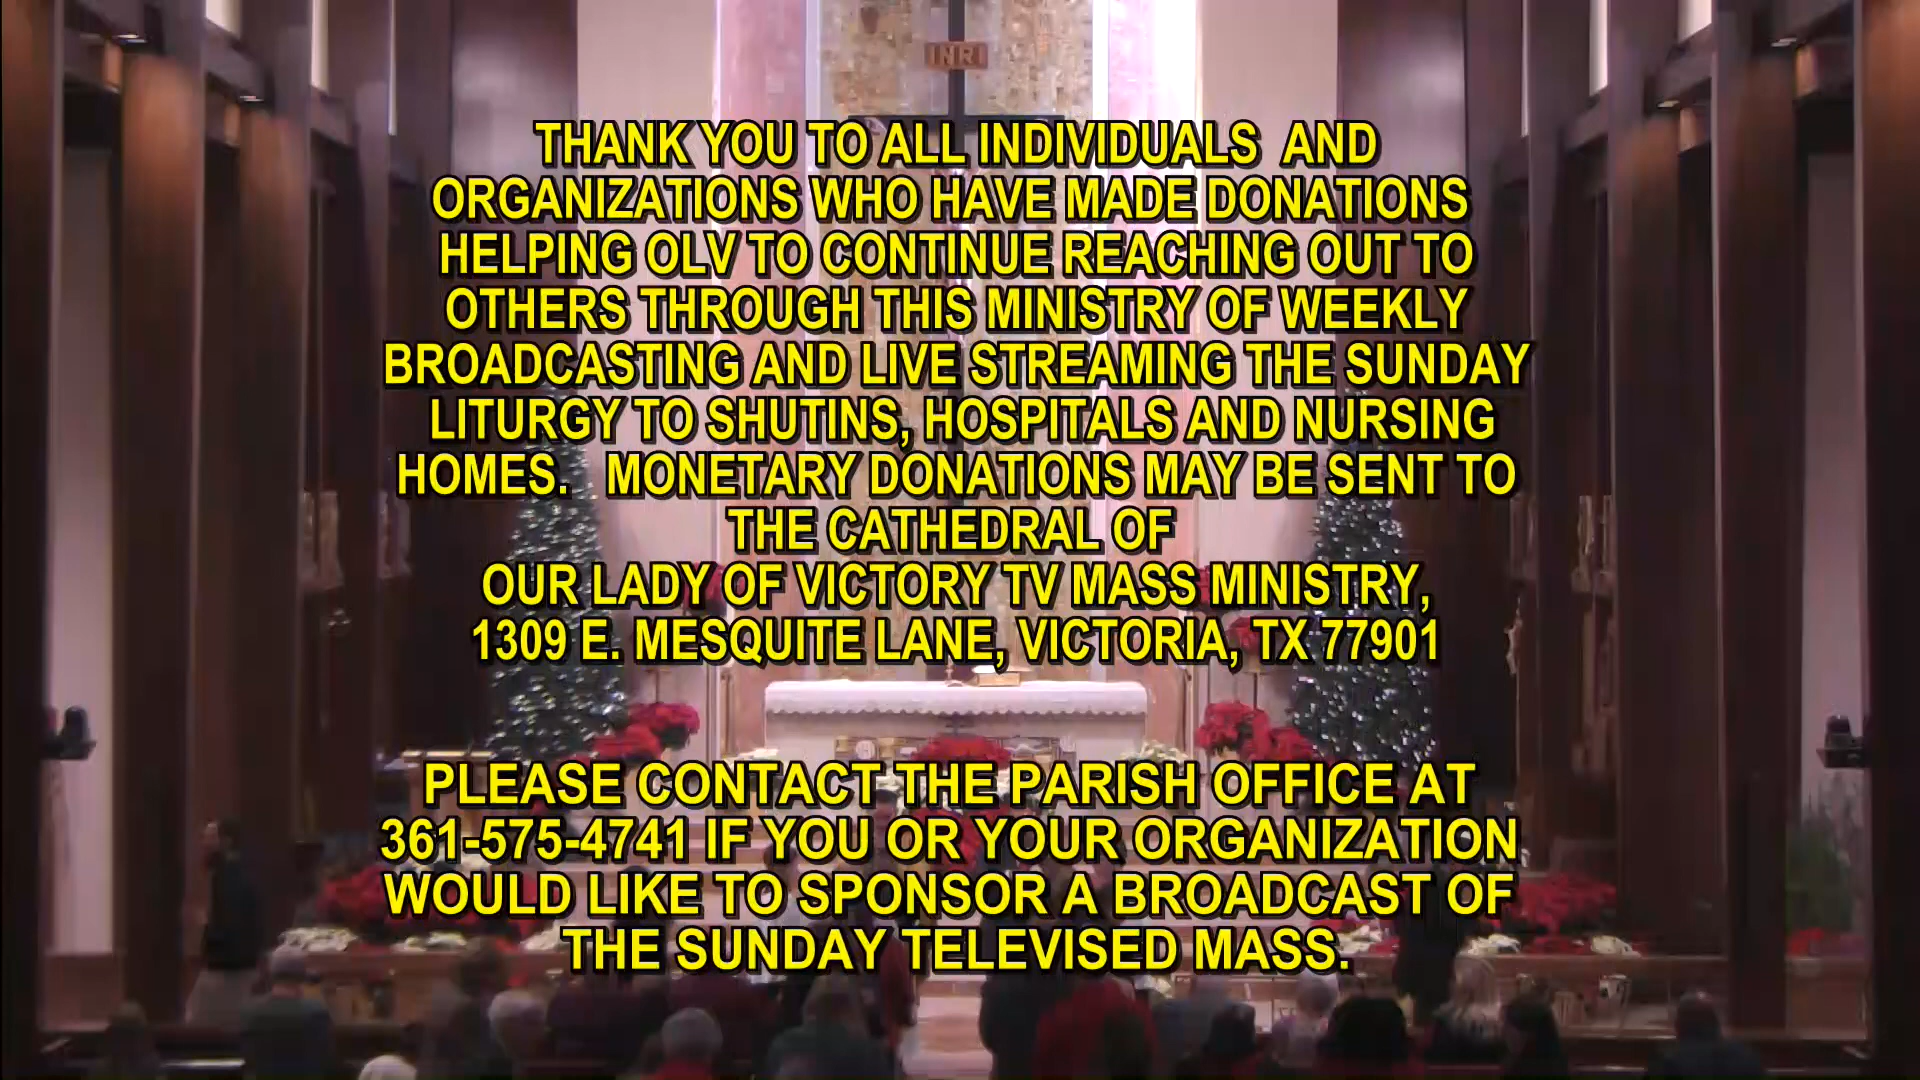 INRI
THANK YOU TO ALL INDIVIDUALS AND
ORGANIZATIONS WHO HAVE MADE DONATIONS
HELPING OLV TO CONTINUE REACHING OUT TO
OTHERS THROUGH THIS MINISTRY OF WEEKLY
BROADCASTING AND LIVE STREAMING THE SUNDAY
LITURGY TO SHUTINS, HOSPITALS AND NURSING
HOMES. MONETARY DONATIONS MAY BE SENT TO
THE CATHEDRAL OF
OUR LADY OF VICTORY TV MASS MINISTRY,
1309 E. MESQUITE LANE, VICTORIA, TX 77901
PLEASE CONTACT THE PARISH OFFICE AT
361-575-4741 IF YOU OR YOUR ORGANIZATION
WOULD LIKE TO SPONSOR A BROADCAST OF
THE SUNDAY TELEVISED MASS.